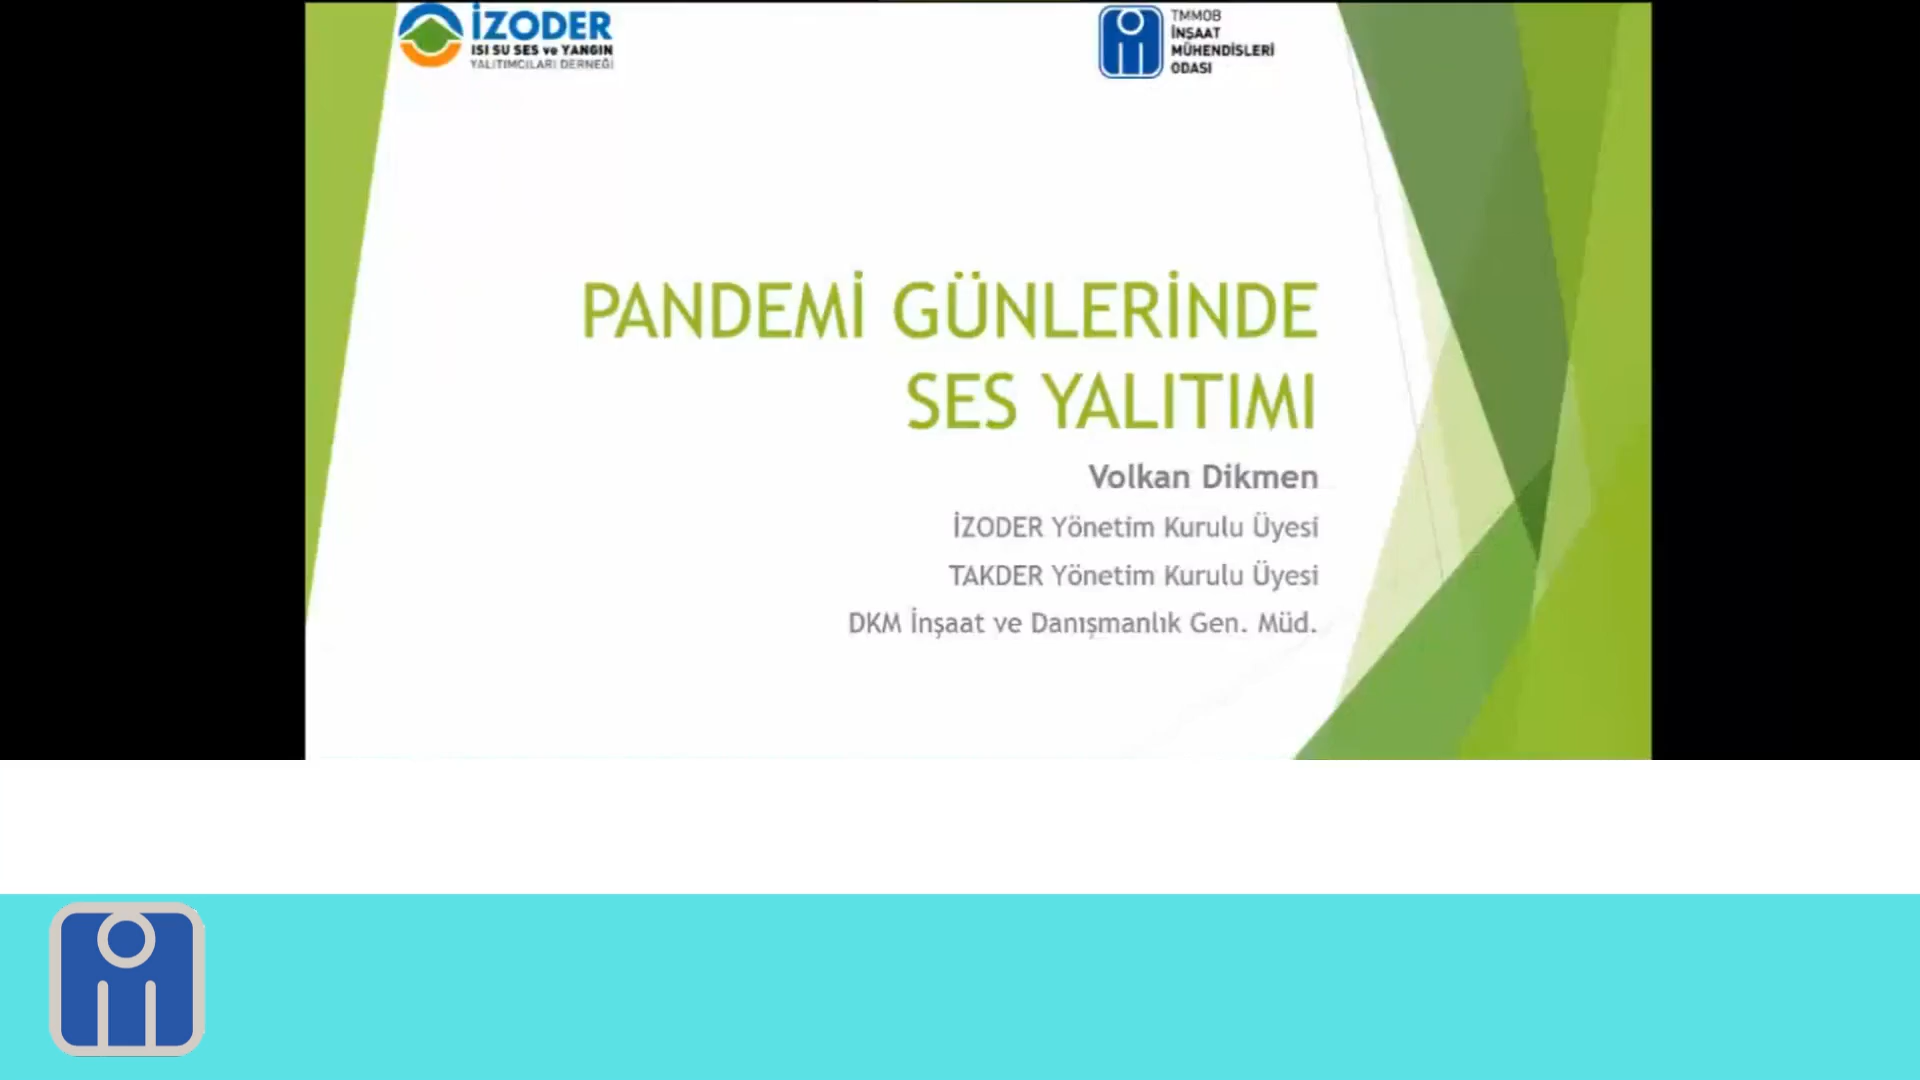 İZODER
ISI SU SES ve YANGIN
YALITIMCILARI DERNEĞİ
TMMOB
İNŞAAT
MÜHENDİSLERİ
ODASI
PANDEMİ GÜNLERİNDE
SES YALITIMI
Volkan Dikmen
İZODER Yönetim Kurulu Üyesi
TAKDER Yönetim Kurulu Üyesi
DKM İnşaat ve Danışmanlık Gen. Müd.